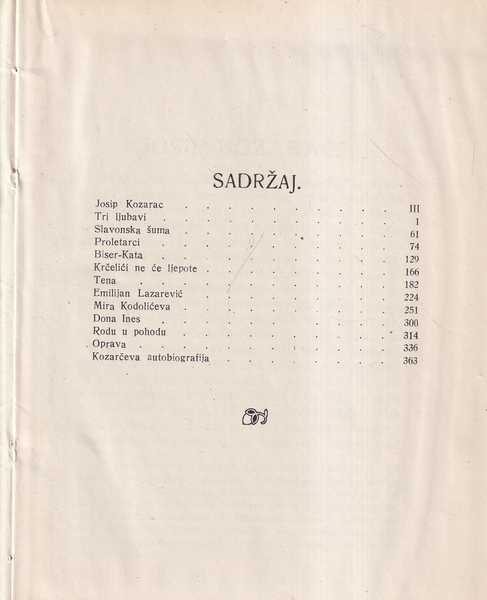 SADRŽAJ.
Josip Kozarac . . . . . . . . III
Tri ljubavi . . . . . . . . . 1
Slavonska šuma . . . . . . . . 61
Proletarci . . . . . . . . . 74
Biser-Kata . . . . . . . . . 129
Krčelići ne će ljepote . . . . . . . 166
Tena . . . . . . . . . . 182
Emilijan Lazarević . . . . . . . . 224
Mira Kodolićeva . . . . . . . . 251
Dona Ines . . . . . . . . . 300
Rodu u pohodu . . . . . . . . 314
Oprava . . . . . . . . . . 336
Kozarčeva autobiografija . . . . . . 363